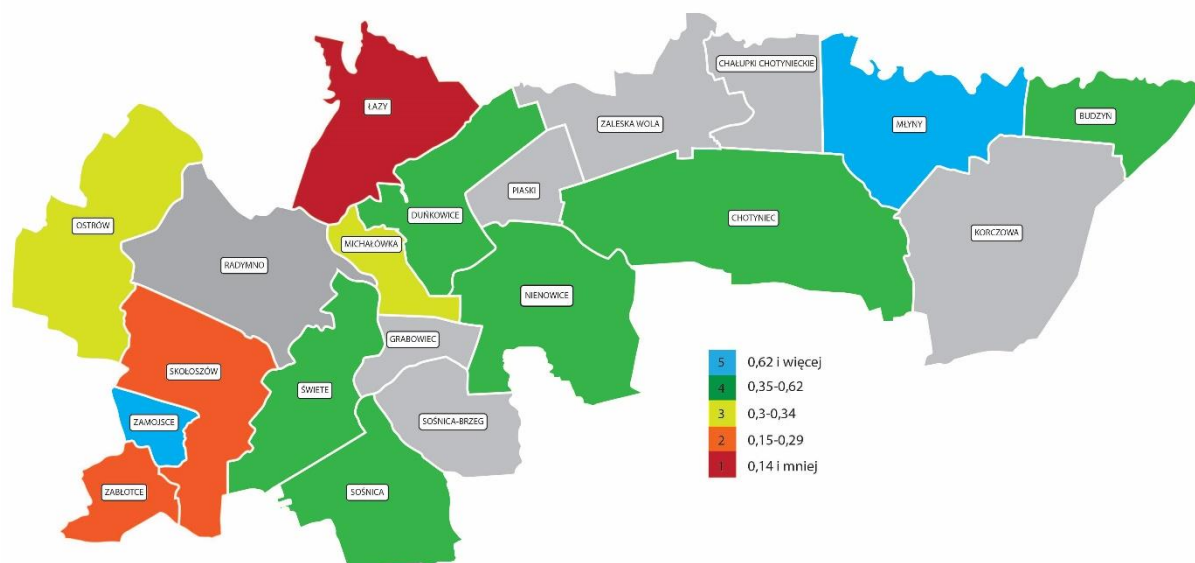 ŁAZY
CHAŁUPKI CHOTYNIECKIE
ZALESKA WOLA
MŁYNY
BUDZYŃ
PIASKI
DUŃKOWICE
CHOTYNIEC
OSTRÓW
MICHAŁÓWKA
KORCZOWA
RADYMNO
NIENOWICE
GRABOWIEC
SKOŁOSZÓW
ŚWIETE
ZAMOJSCE
SOŚNICA-BRZEG
ZABŁOTCE
SOŚNICA
5 0,62 i więcej
4 0,35-0,62
3 0,3-0,34
2 0,15-0,29
1 0,14 i mniej